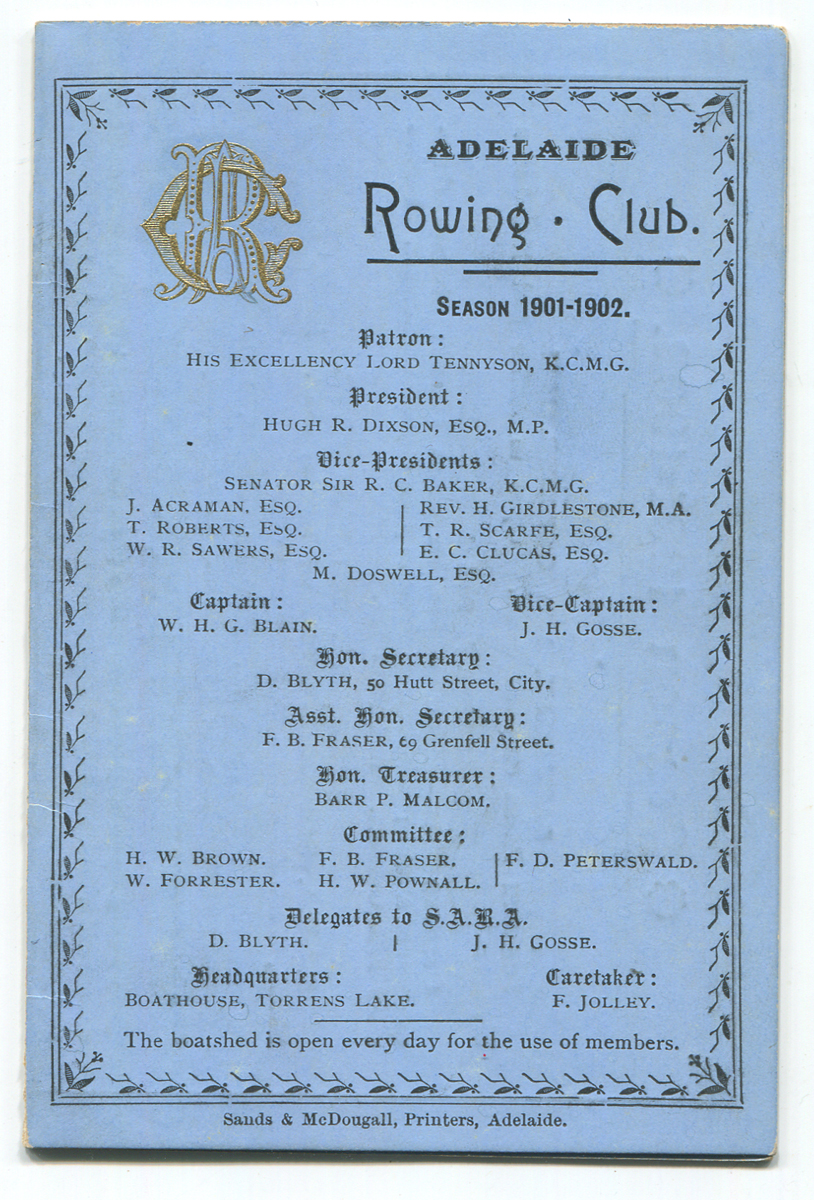 ARC
ADELAIDE
Rowing · Club.
SEASON 1901-1902.
Patron:
HIS EXCELLENCY LORD TENNYSON, K.C.M.G.
President:
HUGH R. DIXSON, ESQ., M.P.
Vice-Presidents:
SENATOR SIR R. C. BAKER, K.C.M.G.
J. ACRAMAN, ESQ. REV. H. GIRDLESTONE, M.A.
T. ROBERTS, ESQ. T. R. SCARFE, ESQ.
W. R. SAWERS, ESQ. E. C. CLUCAS, ESQ.
M. DOSWELL, ESQ.
Captain: Vice-Captain:
W. H. G. BLAIN. J. H. GOSSE.
Hon. Secretary:
D. BLYTH, 50 Hutt Street, City.
Asst. Hon. Secretary:
F. B. FRASER, 69 Grenfell Street.
Hon. Treasurer:
BARR P. MALCOM.
Committee:
H. W. BROWN. F. B. FRASER. F. D. PETERSWALD.
W. FORRESTER. H. W. POWNALL.
Delegates to S.A.R.A.
D. BLYTH. J. H. GOSSE.
Headquarters: Caretaker:
BOATHOUSE, TORRENS LAKE. F. JOLLEY.
The boatshed is open every day for the use of members.
Sands & McDougall, Printers, Adelaide.